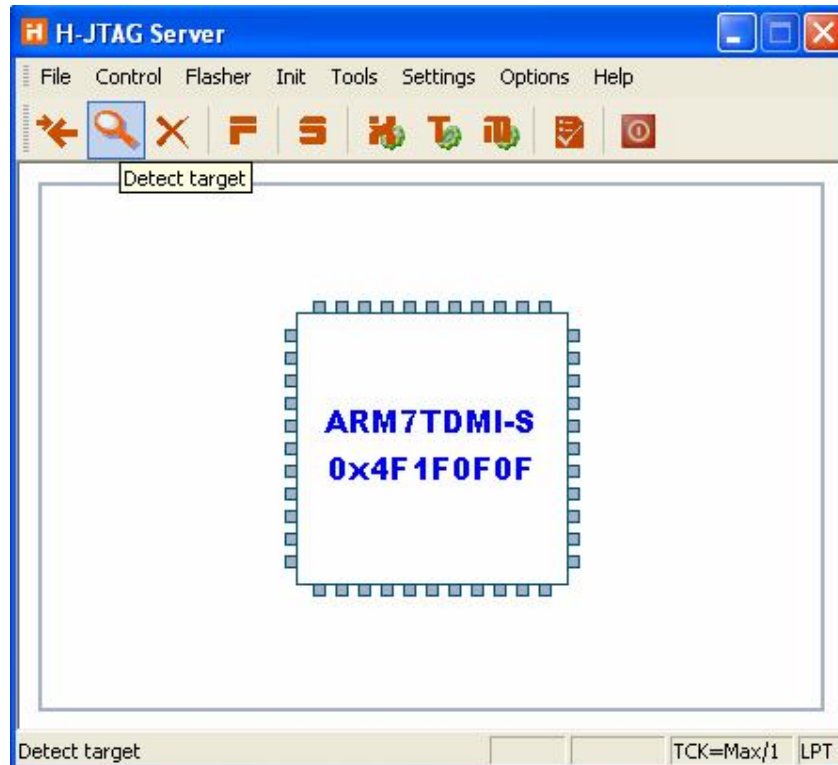 H-JTAG Server
File Control Flasher Init Tools Settings Options Help
Detect target
ARM7TDMI-S
0x4F1F0F0F
Detect target TCK=Max/1 LPT